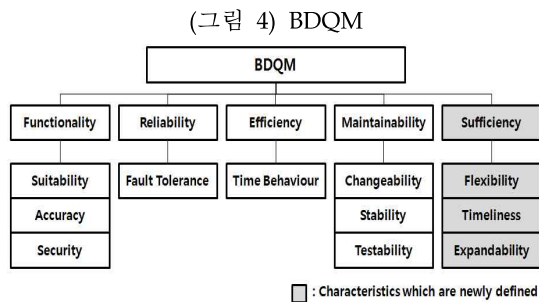 (그림 4) BDQM
BDQM
Functionality Reliability Efficiency Maintainability Sufficiency
Suitability Fault Tolerance Time Behaviour Changeability Flexibility
Accuracy Stability Timeliness
Security Testability Expandability
: Characteristics which are newly defined